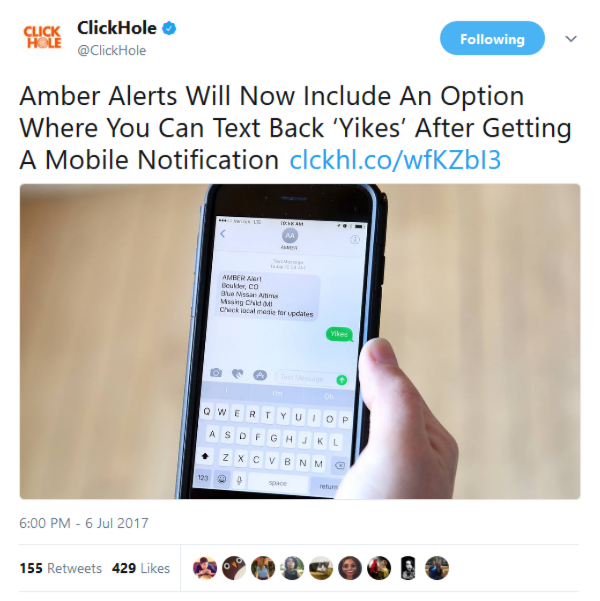 CLICK
HOLE
ClickHole
@ClickHole
Following
Amber Alerts Will Now Include An Option
Where You Can Text Back ‘Yikes’ After Getting
A Mobile Notification clckhl.co/wfKZbI3
10:58 AM
AA
AMBER
Text Message
AMBER Alert
Boulder, CO
Blue Nissan Altima
Missing Child (M)
Check local media for updates
Yikes
Text Message
I
I'm
Oh
Q W E R T Y U I O P
A S D F G H J K L
Z X C V B N M
123
space
return
6:00 PM - 6 Jul 2017
155 Retweets 429 Likes